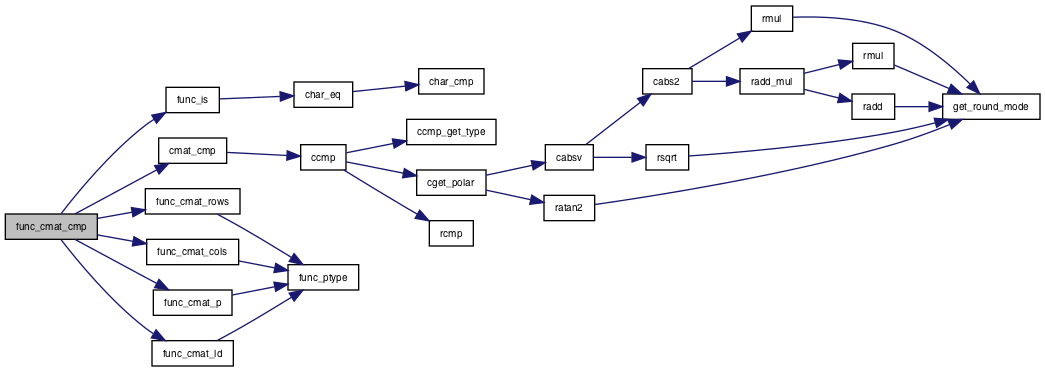 func_cmat_cmp
func_is
cmat_cmp
func_cmat_rows
func_cmat_cols
func_cmat_p
func_cmat_ld
char_eq
ccmp
func_ptype
char_cmp
ccmp_get_type
cget_polar
rcmp
cabsv
ratan2
cabs2
rsqrt
rmul
radd_mul
rmul
radd
get_round_mode